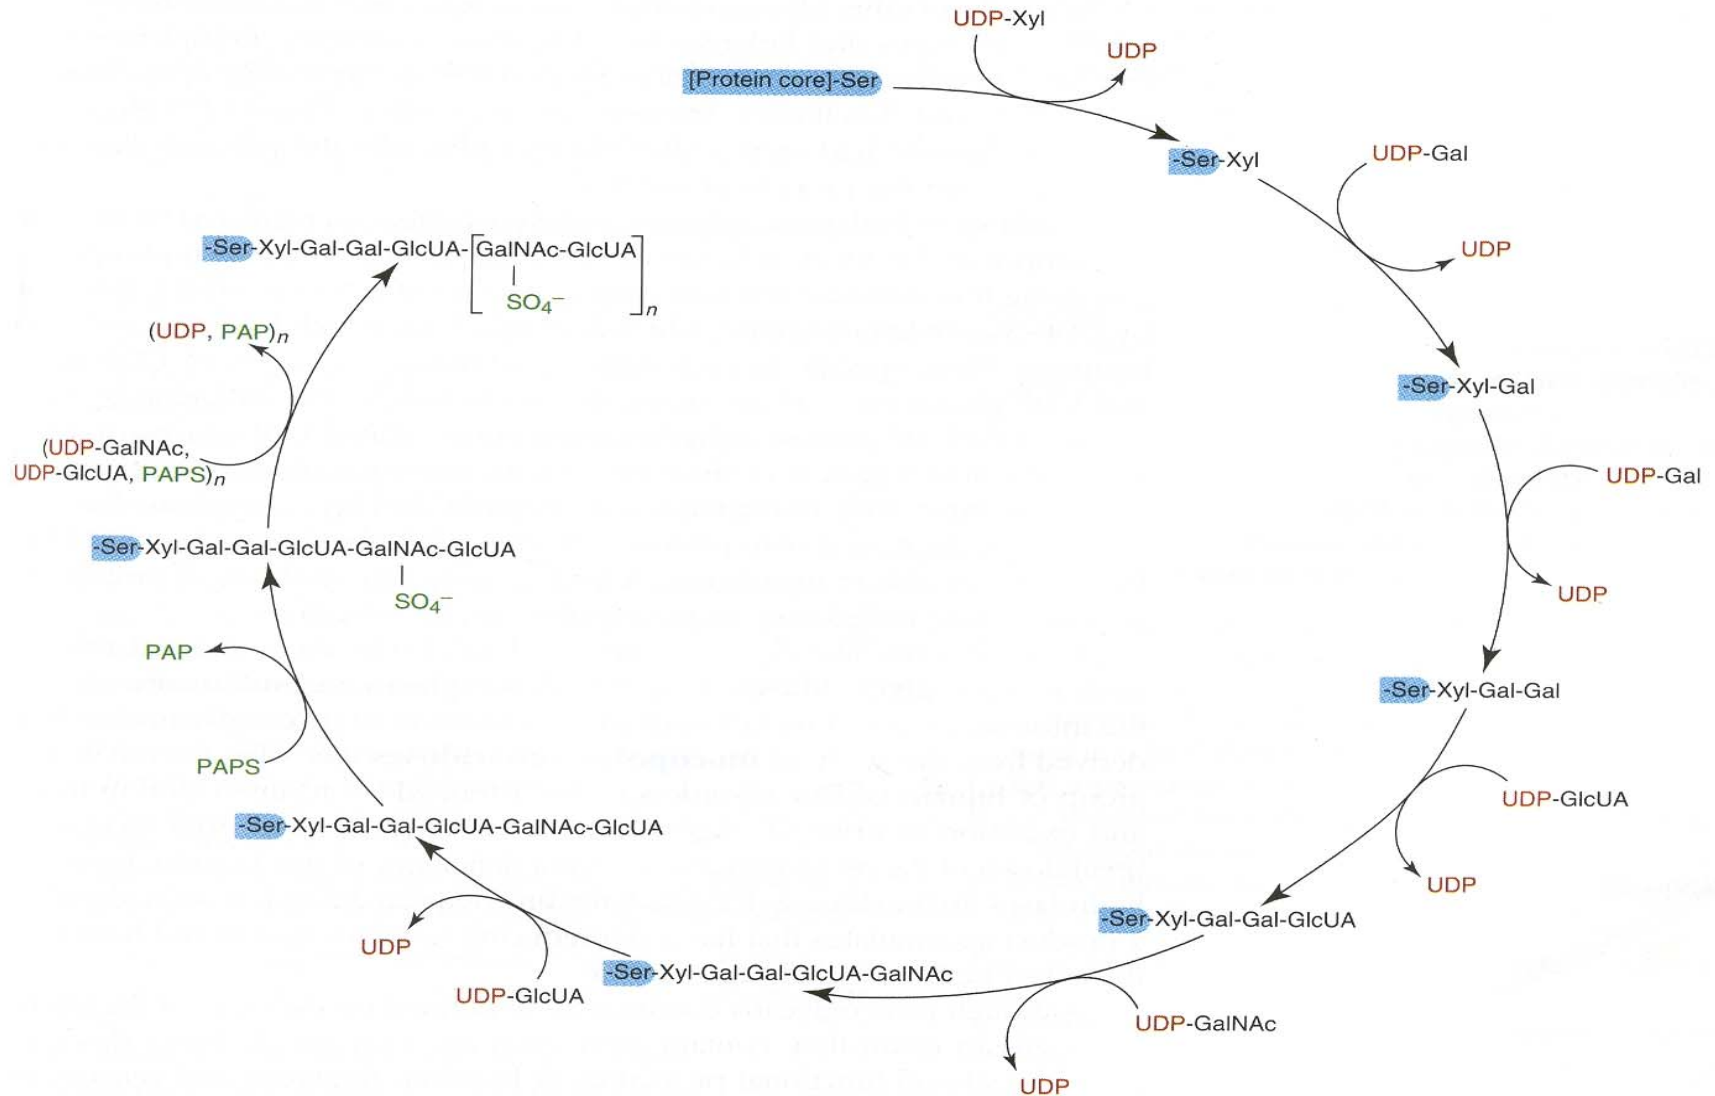 UDP-Xyl
UDP
[Protein core]-Ser
-Ser-Xyl
UDP-Gal
UDP
-Ser-Xyl-Gal
UDP-Gal
UDP
-Ser-Xyl-Gal-Gal
UDP-GlcUA
UDP
-Ser-Xyl-Gal-Gal-GlcUA
UDP-GalNAc
UDP
-Ser-Xyl-Gal-Gal-GlcUA-GalNAc
UDP-GlcUA
UDP
-Ser-Xyl-Gal-Gal-GlcUA-GalNAc-GlcUA
PAPS
PAP
-Ser-Xyl-Gal-Gal-GlcUA-GalNAc-GlcUA
SO₄⁻
(UDP-GalNAc,
UDP-GlcUA, PAPS)n
(UDP, PAP)n
-Ser-Xyl-Gal-Gal-GlcUA-[GalNAc-GlcUA]n
SO₄⁻